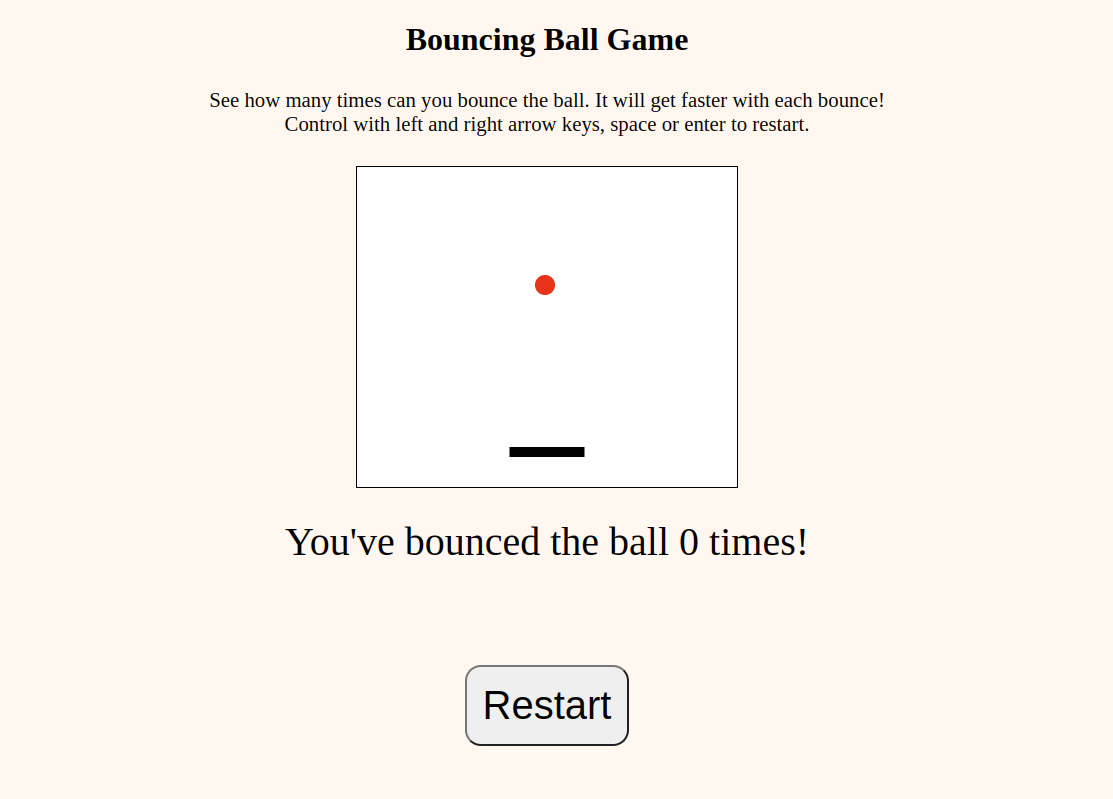 Bouncing Ball Game
See how many times can you bounce the ball. It will get faster with each bounce!
Control with left and right arrow keys, space or enter to restart.
You've bounced the ball 0 times!
Restart